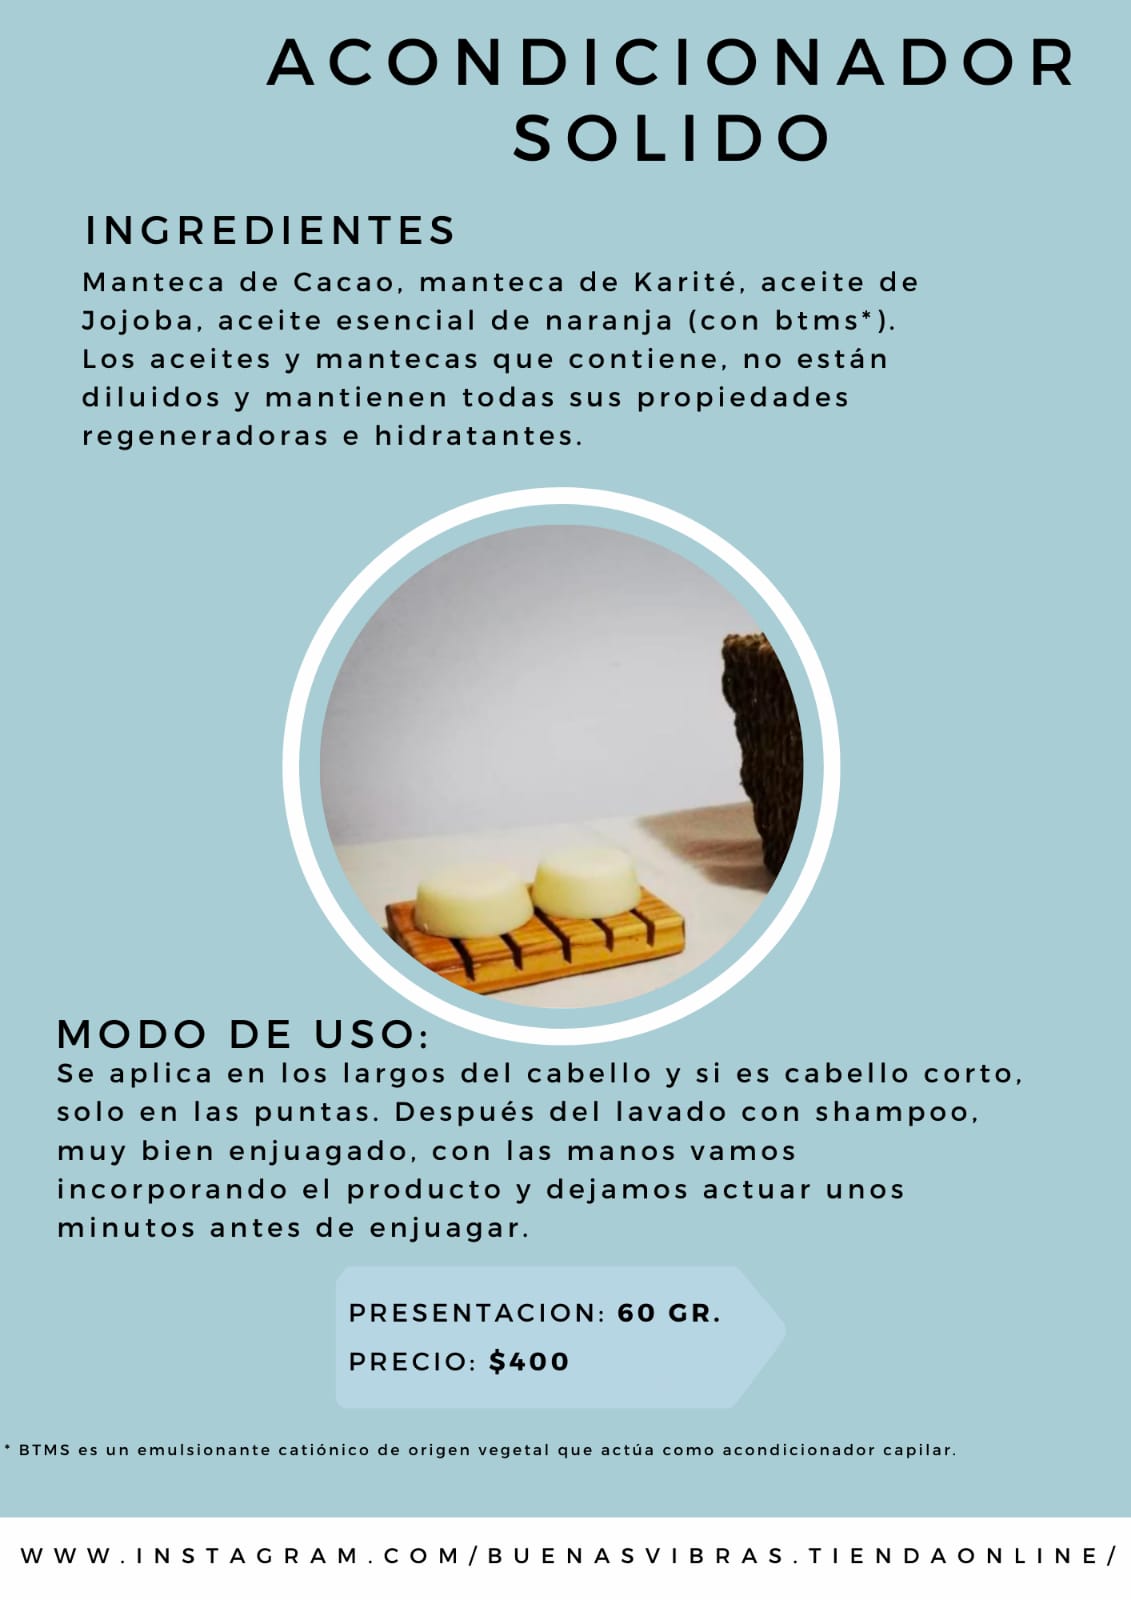 ACONDICIONADOR
SOLIDO
INGREDIENTES
Manteca de Cacao, manteca de Karité, aceite de
Jojoba, aceite esencial de naranja (con btms*).
Los aceites y mantecas que contiene, no están
diluidos y mantienen todas sus propiedades
regeneradoras e hidratantes.
MODO DE USO:
Se aplica en los largos del cabello y si es cabello corto,
solo en las puntas. Después del lavado con shampoo,
muy bien enjuagado, con las manos vamos
incorporando el producto y dejamos actuar unos
minutos antes de enjuagar.
PRESENTACION: 60 GR.
PRECIO: $400
* BTMS es un emulsionante catiónico de origen vegetal que actúa como acondicionador capilar.
WWW.INSTAGRAM.COM/BUENASVIBRAS.TIENDAONLINE/